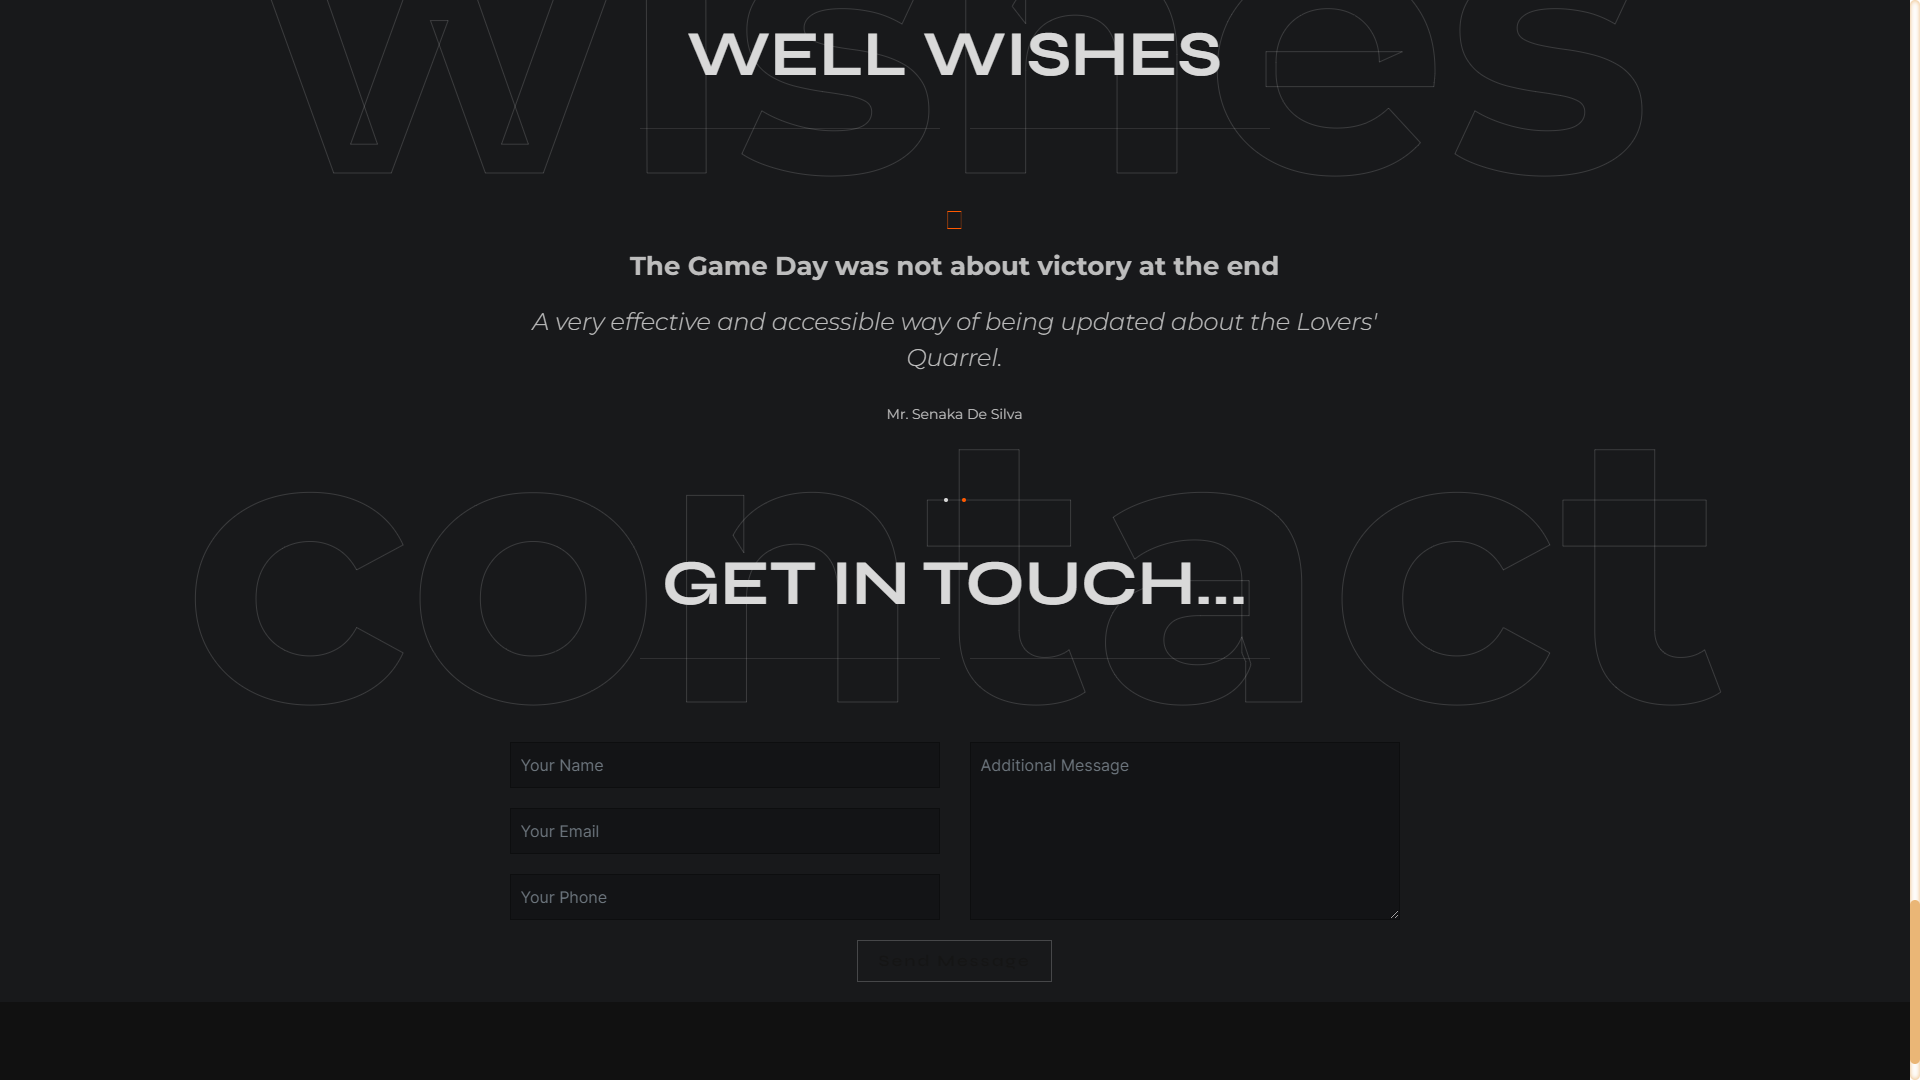 wishes
WELL WISHES
The Game Day was not about victory at the end
A very effective and accessible way of being updated about the Lovers'
Quarrel.
Mr. Senaka De Silva
contact
GET IN TOUCH...
Your Name
Additional Message
Your Email
Your Phone
Send Message